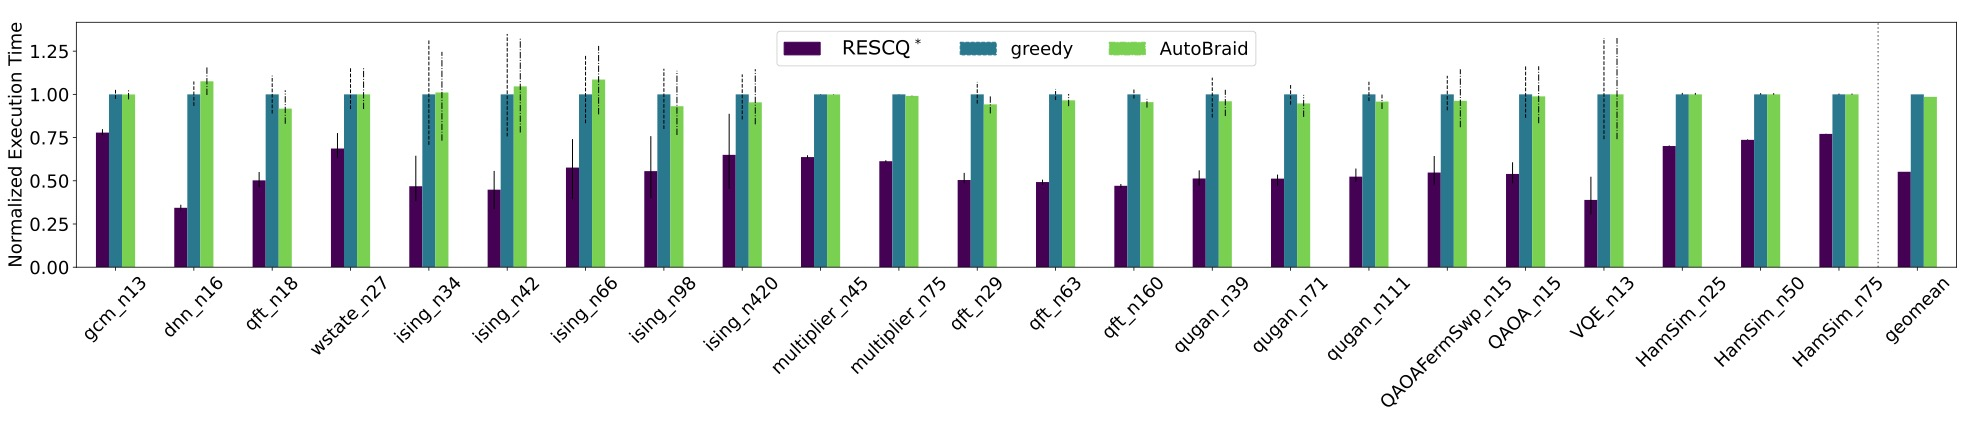 Normalized Execution Time
1.25
1.00
0.75
0.50
0.25
0.00
RESCQ* greedy AutoBraid
gcm_n13
dnn_n16
qft_n18
wstate_n27
ising_n34
ising_n42
ising_n66
ising_n98
ising_n420
multiplier_n45
multiplier_n75
qft_n29
qft_n63
qft_n160
qugan_n39
qugan_n71
qugan_n111
QAOAFermSwp_n15
QAOA_n15
VQE_n13
HamSim_n25
HamSim_n50
HamSim_n75
geomean